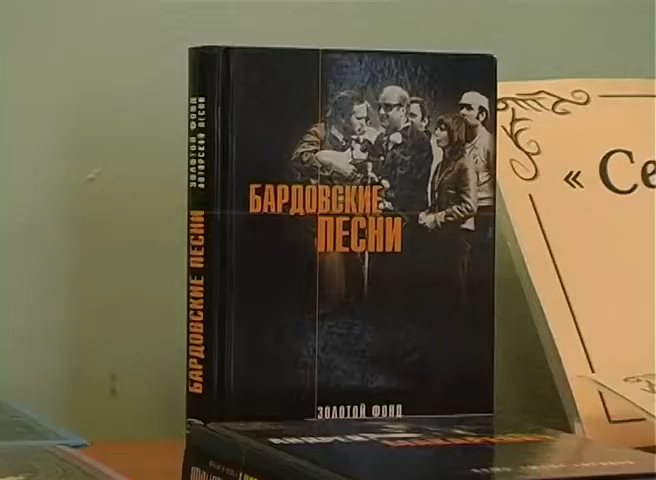 ЗОЛОТОЙ ФОНД
АВТОРСКОЙ ПЕСНИ
БАРДОВСКИЕ ПЕСНИ
БАРДОВСКИЕ
ПЕСНИ
ЗОЛОТОЙ ФОНД
«Се